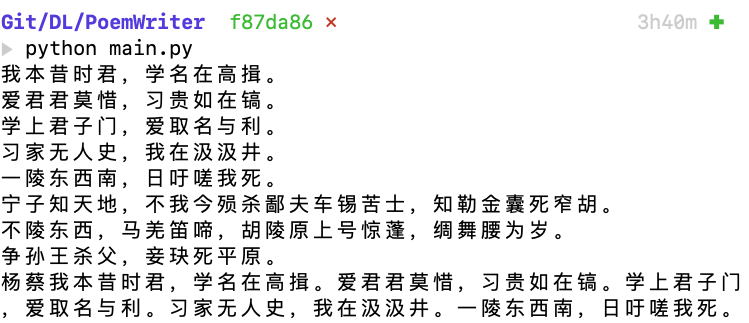 Git/DL/PoemWriter f87da86 × 3h40m ✚
▶ python main.py
我本昔时君，学名在高揖。
爱君君莫惜，习贵如在镐。
学上君子门，爱取名与利。
习家无人史，我在汲汲井。
一陵东西南，日吁嗟我死。
宁子知天地，不我今殒杀鄙夫车锡苦士，知勒金囊死窄胡。
不陵东西，马羌笛啼，胡陵原上号惊蓬，绸舞腰为岁。
争孙王杀父，妾玦死平原。
杨蔡我本昔时君，学名在高揖。爱君君莫惜，习贵如在镐。学上君子门
，爱取名与利。习家无人史，我在汲汲井。一陵东西南，日吁嗟我死。